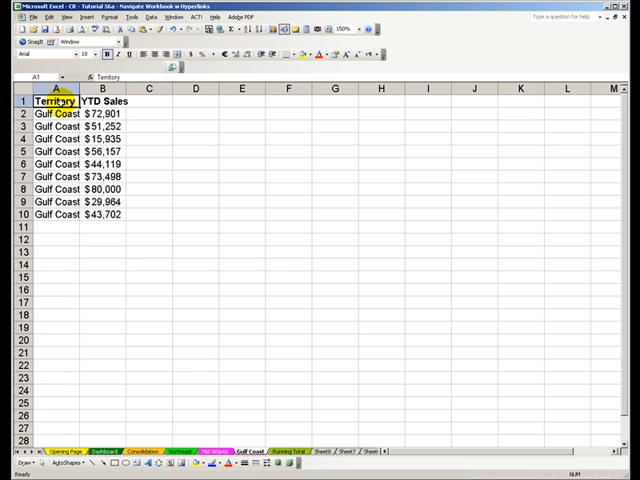 Microsoft Excel - CR - Tutorial 56a - Navigate Workbook w Hyperlinks
File Edit View Insert Format Tools Data Window ACT! Help Adobe PDF
Type a question for help
150%
SnagIt Window
Arial 10 B I U
A1 fx Territory
A B C D E F G H I J K L M
1 Territory YTD Sales
2 Gulf Coast $72,901
3 Gulf Coast $51,252
4 Gulf Coast $15,935
5 Gulf Coast $56,157
6 Gulf Coast $44,119
7 Gulf Coast $73,498
8 Gulf Coast $80,000
9 Gulf Coast $29,964
10 Gulf Coast $43,702
11
12
13
14
15
16
17
18
19
20
21
22
23
24
25
26
27
28
Opening Page Dashboard Consolidation Northeast Mid Atlantic Gulf Coast Running Total Sheet8 Sheet7 Sheet6
Draw AutoShapes
Ready NUM